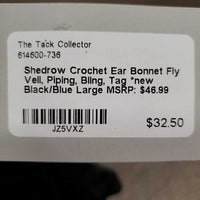 The Tack Collector
614600-736
Shedrow Crochet Ear Bonnet Fly
Veil, Piping, Bling, Tag *new
Black/Blue Large MSRP: $46.99
JZ5VXZ
$32.50